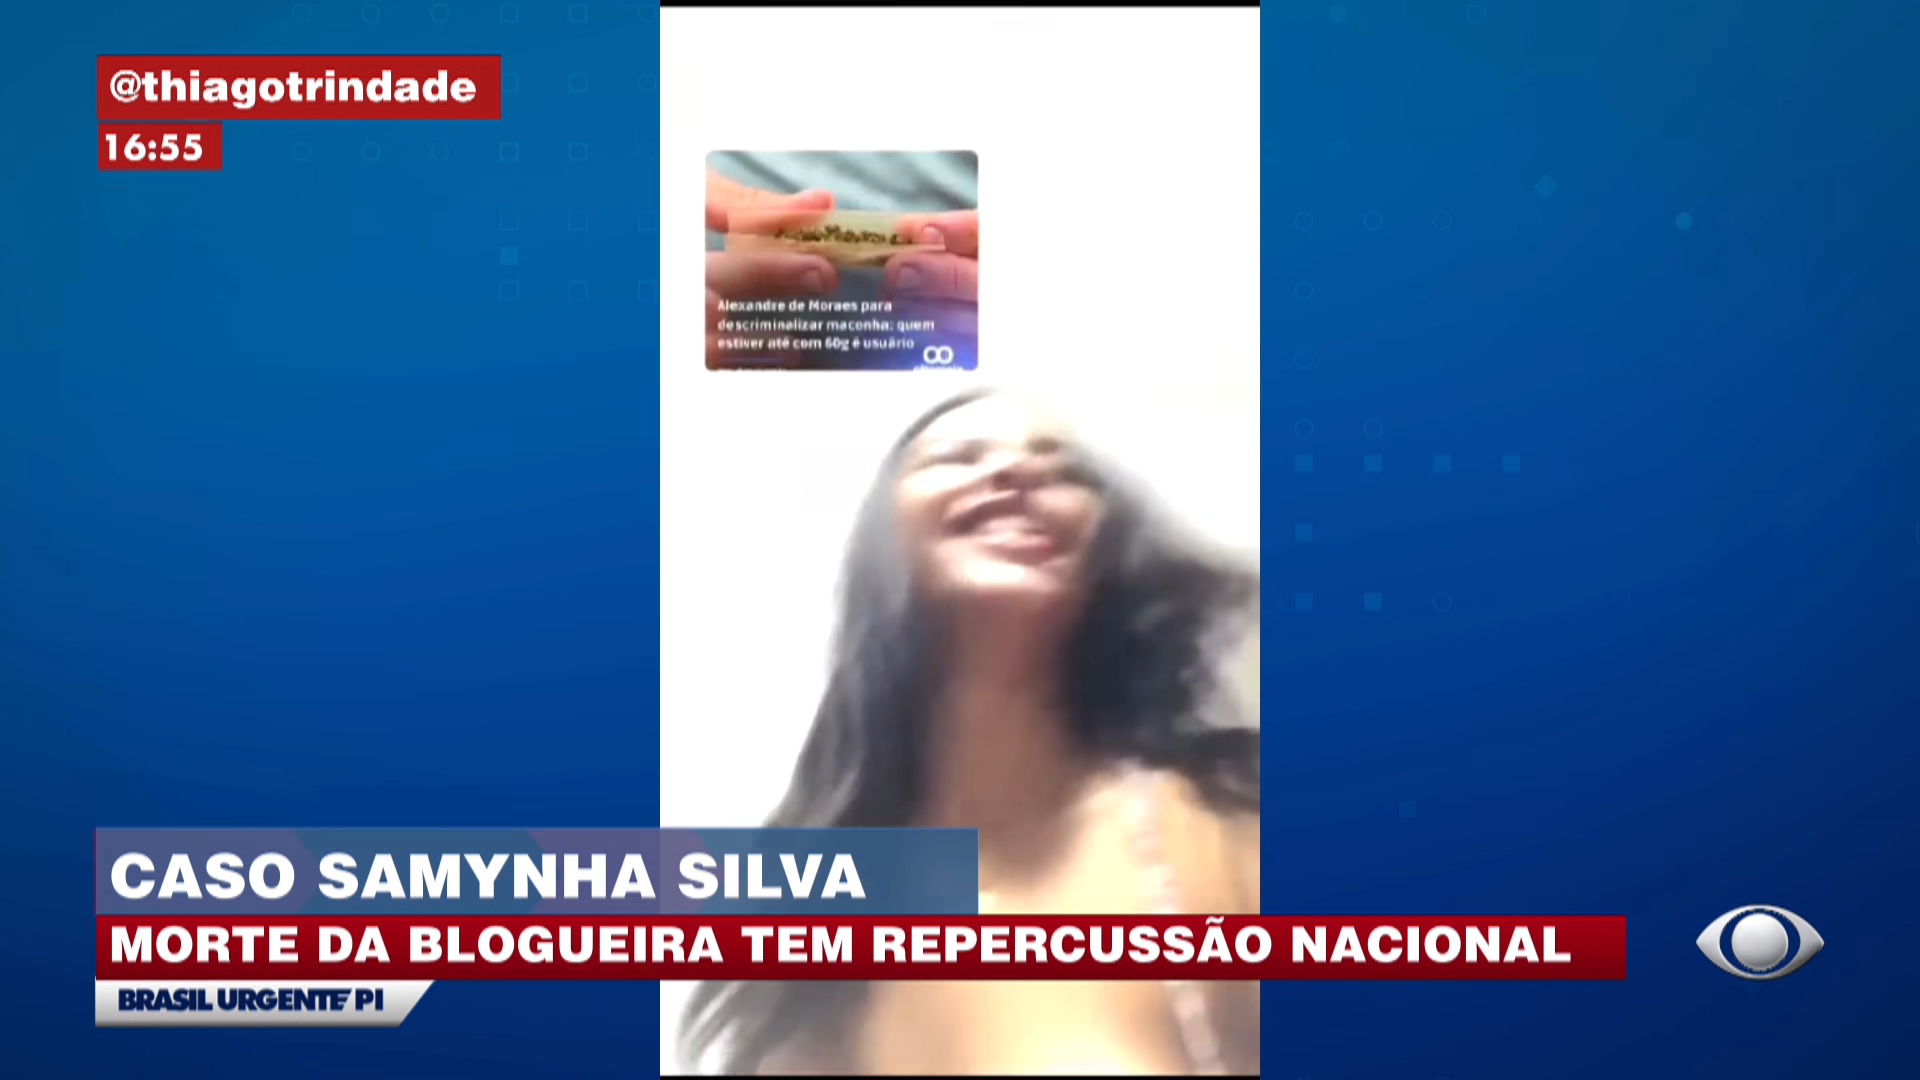 @thiagotrindade
16:55
Alexandre de Moraes para
descriminalizar maconha: quem
estiver até com 60g é usuário
CASO SAMYNHA SILVA
MORTE DA BLOGUEIRA TEM REPERCUSSÃO NACIONAL
BRASIL URGENTE PI